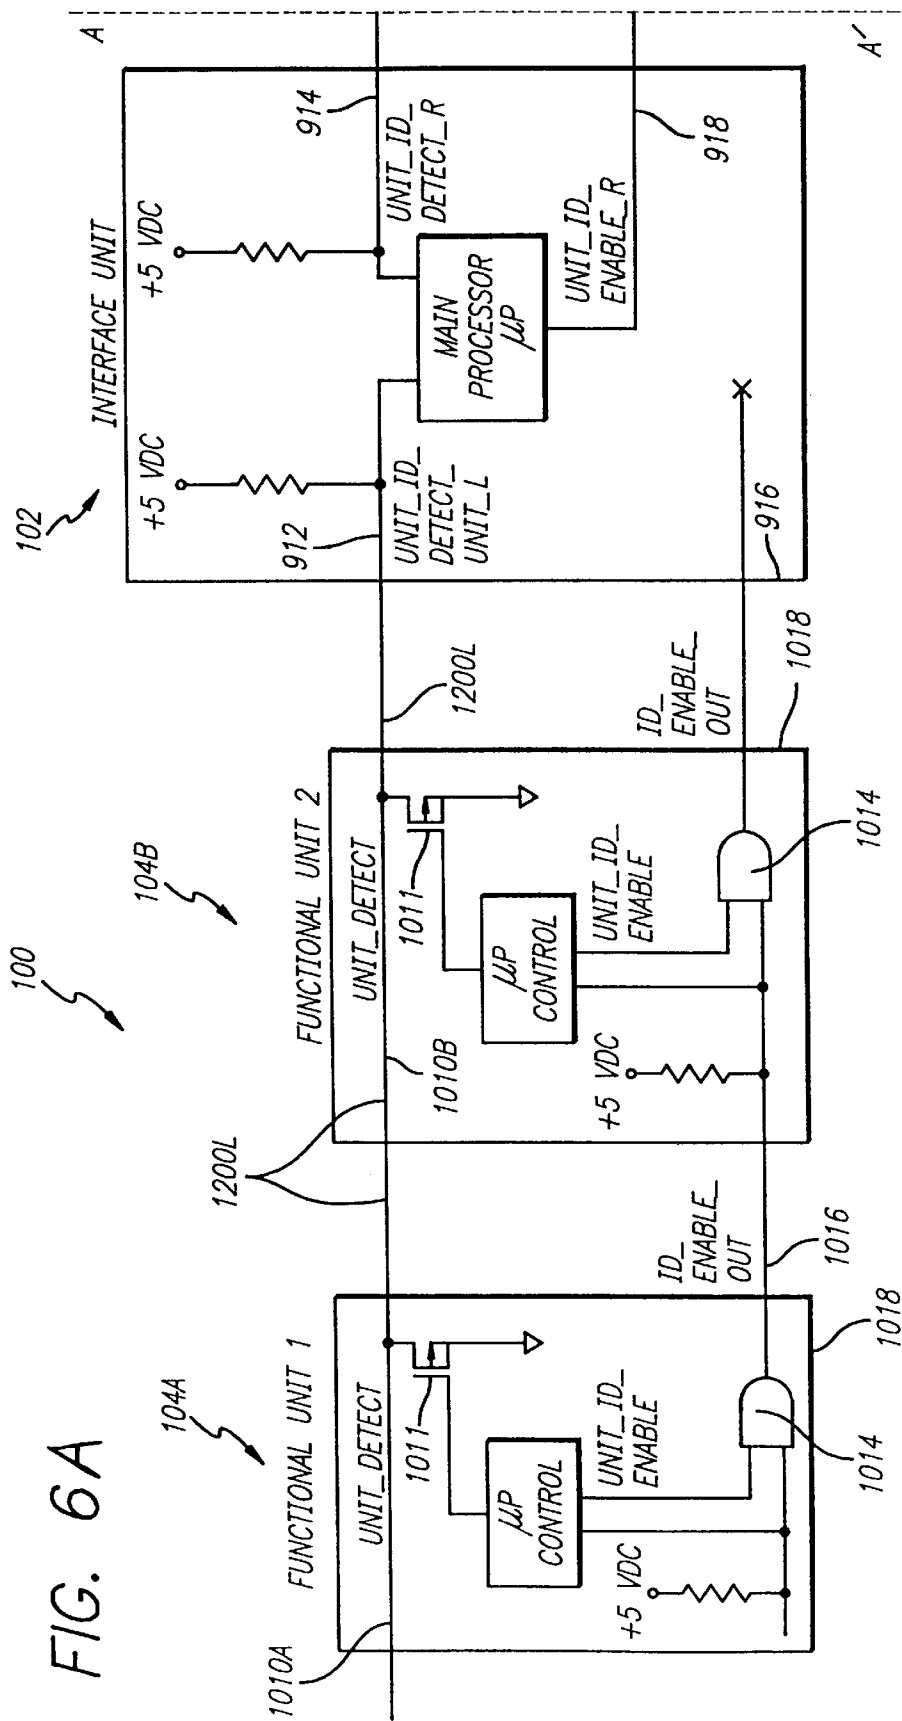 FIG. 6A
100
104A
FUNCTIONAL UNIT 1
1010A
UNIT_DETECT
1011
μP
CONTROL
UNIT_ID_
ENABLE
+5 VDC
1014
1018
ID_
ENABLE_
OUT
1016
1200L
104B
FUNCTIONAL UNIT 2
UNIT_DETECT
1010B
1011
μP
CONTROL
UNIT_ID_
ENABLE
+5 VDC
1014
1018
ID_
ENABLE_
OUT
1200L
102
INTERFACE UNIT
+5 VDC
+5 VDC
912
UNIT_ID_
DETECT_
UNIT_L
MAIN
PROCESSOR
μP
UNIT_ID_
DETECT_R
914
UNIT_ID_
ENABLE_R
918
916
A
A′